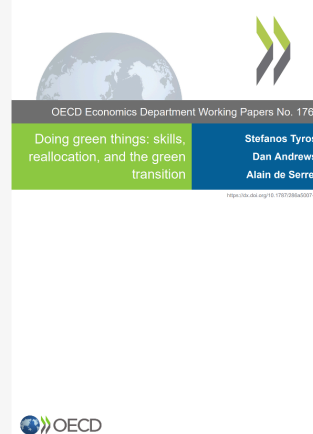 OECD Economics Department Working Papers No. 176
Doing green things: skills,
reallocation, and the green
transition
Stefanos Tyros
Dan Andrews
Alain de Serre
https://dx.doi.org/10.1787/286a5007-
OECD